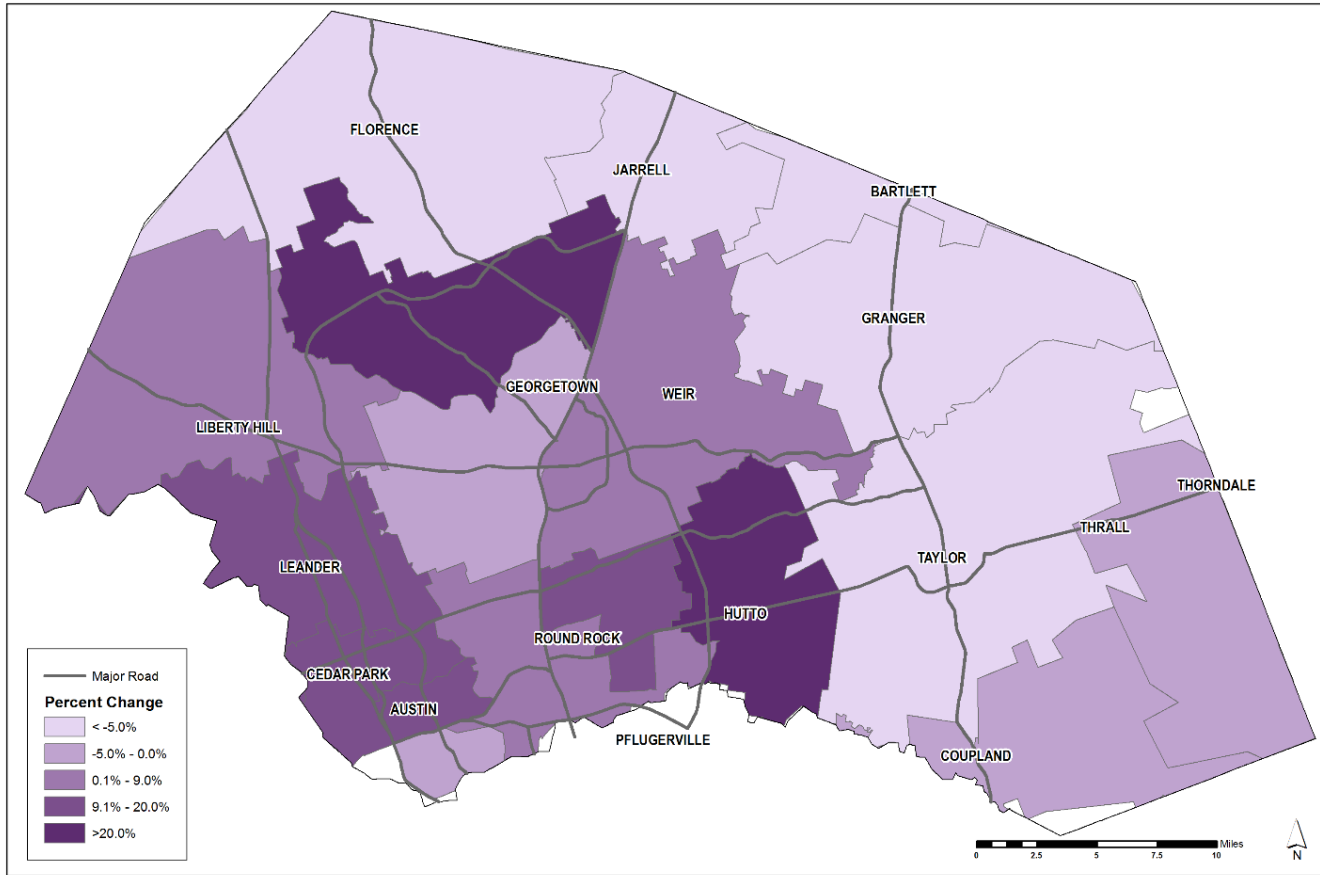 FLORENCE
JARRELL
BARTLETT
GRANGER
GEORGETOWN
WEIR
LIBERTY HILL
THORNDALE
THRALL
TAYLOR
LEANDER
HUTTO
ROUND ROCK
CEDAR PARK
AUSTIN
PFLUGERVILLE
COUPLAND
Major Road
Percent Change
< -5.0%
-5.0% - 0.0%
0.1% - 9.0%
9.1% - 20.0%
>20.0%
Miles
0 2.5 5 7.5 10
N